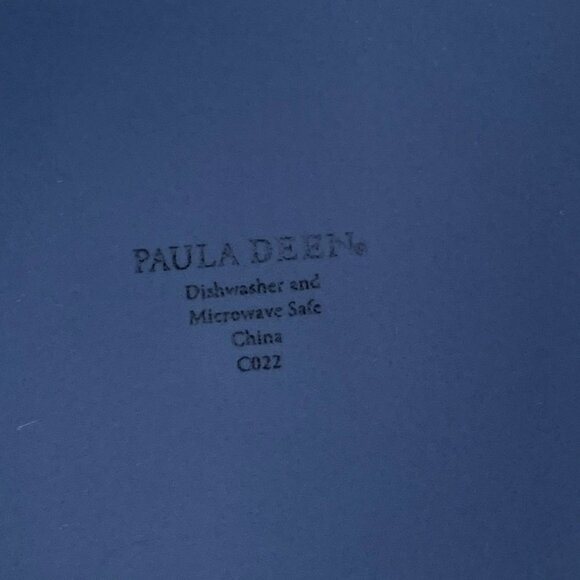 PAULA DEEN®
Dishwasher and
Microwave Safe
China
C022